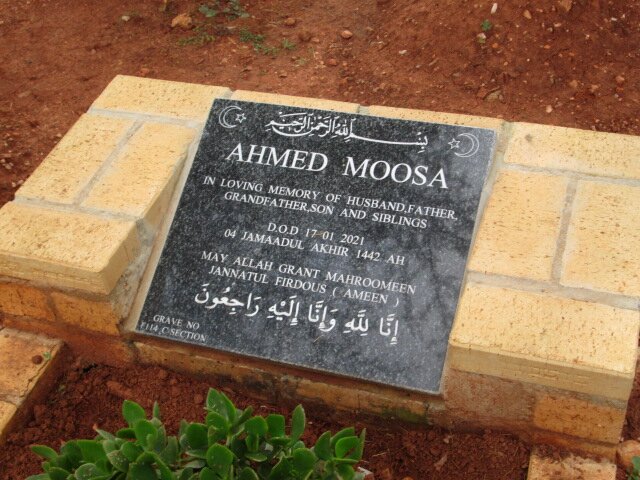 بسم الله الرحمن الرحيم
AHMED MOOSA
IN LOVING MEMORY OF HUSBAND,FATHER,
GRANDFATHER,SON AND SIBLINGS
D.O.D 17-01 2021
04 JAMAADUL AKHIR 1442 AH
MAY ALLAH GRANT MAHROOMEEN
JANNATUL FIRDOUS ( AMEEN )
إِنَّا لِلَّهِ وَإِنَّا إِلَيْهِ رَاجِعُونَ
GRAVE NO
P114 C-SECTION